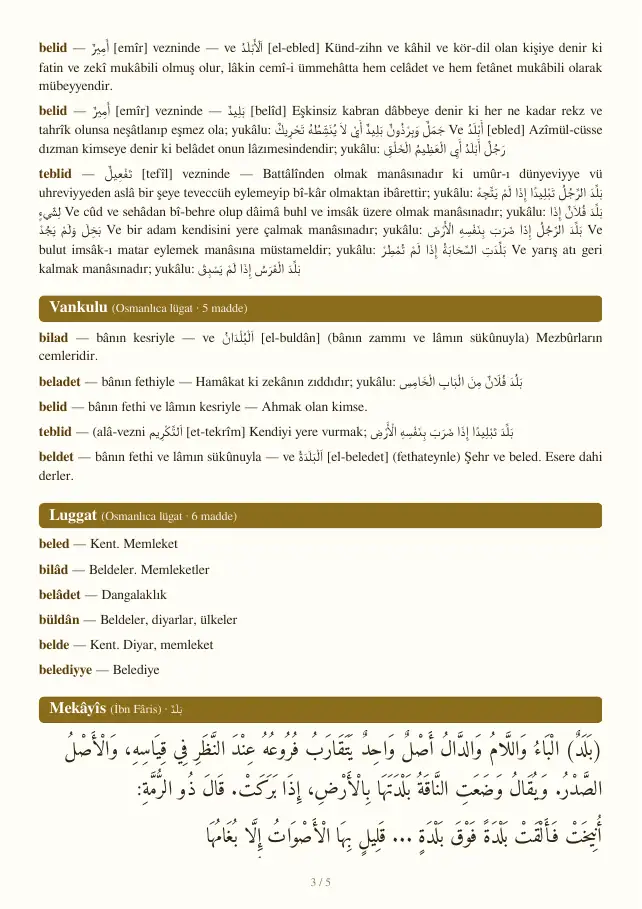 belid — أَمِيرٌ [emîr] vezninde — ve اَلْأَبْلَدُ [el-ebled] Künd-zihn ve kâhil ve kör-dil olan kişiye denir ki
fatin ve zekî mukâbili olmuş olur, lâkin cemî-i ümmehâtta hem celâdet ve hem fetânet mukâbili olarak
mübeyyendir.
belid — أَمِيرٌ [emîr] vezninde — بَلِيدٌ [belîd] Eşkinsiz kabran dâbbeye denir ki her ne kadar rekz ve
tahrîk olunsa neşâtlanıp eşmez ola; yukâlu: جَمَلٌ وَبِرْذَوْنٌ بَلِيدٌ أَيْ لاَ يُنَشِّطُهُ تَحْرِيكٌ Ve أَبْلَدُ [ebled] Azîmül-cüsse
dızman kimseye denir ki belâdet onun lâzımesindendir; yukâlu: رَجُلٌ أَبْلَدُ أَيِ الْعَظِيمُ الْخَلْقِ
teblid — تَفْعِيلٌ [tefîl] vezninde — Battâlînden olmak manâsınadır ki umûr-ı dünyeviyye vü
uhreviyyeden aslâ bir şeye teveccüh eylemeyip bî-kâr olmaktan ibârettir; yukâlu: بَلَّدَ الرَّجُلُ تَبْلِيدًا إِذَا لَمْ يَتَّجِهْ
لِشَيْءٍ Ve cûd ve sehâdan bî-behre olup dâimâ buhl ve imsâk üzere olmak manâsınadır; yukâlu: بَلَّدَ فُلاَنٌ إِذَا
بَخِلَ وَلَمْ يَجُدْ Ve bir adam kendisini yere çalmak manâsınadır; yukâlu: بَلَّدَ الرَّجُلُ إِذَا ضَرَبَ بِنَفْسِهِ الْأَرْضَ Ve
bulut imsâk-ı matar eylemek manâsına müstameldir; yukâlu: بَلَّدَتِ السَّحَابَةُ إِذَا لَمْ تُمْطِرْ Ve yarış atı geri
kalmak manâsınadır; yukâlu: بَلَّدَ الْفَرَسُ إِذَا لَمْ يَسْبِقْ
Vankulu (Osmanlıca lügat · 5 madde)
bilad — bânın kesriyle — ve اَلْبُلْدَانُ [el-buldân] (bânın zammı ve lâmın sükûnuyla) Mezbûrların
cemleridir.
beladet — bânın fethiyle — Hamâkat ki zekânın zıddıdır; yukâlu: بَلُدَ فُلَانٌ مِنَ الْبَابِ الْخَامِسِ
belid — bânın fethi ve lâmın kesriyle — Ahmak olan kimse.
teblid — (alâ-vezni اَلتَّكْرِيمِ [et-tekrîm] Kendiyi yere vurmak; بَلَّدَ تَبْلِيدًا إِذَا ضَرَبَ بِنَفْسِهِ الْأَرْضَ
beldet — bânın fethi ve lâmın sükûnuyla — ve اَلْبَلَدَةُ [el-beledet] (fethateynle) Şehr ve beled. Esere dahi
derler.
Luggat (Osmanlıca lügat · 6 madde)
beled — Kent. Memleket
bilâd — Beldeler. Memleketler
belâdet — Dangalaklık
büldân — Beldeler, diyarlar, ülkeler
belde — Kent. Diyar, memleket
belediyye — Belediye
Mekâyîs (İbn Fâris) · بَلَدٌ
(بَلَدٌ) الْبَاءُ وَاللَّامُ وَالدَّالُ أَصْلٌ وَاحِدٌ يَتَقَارَبُ فُرُوعُهُ عِنْدَ النَّظَرِ فِي قِيَاسِهِ، وَالْأَصْلُ
الصَّدْرُ. وَيُقَالُ وَضَعَتِ النَّاقَةُ بَلْدَتَهَا بِالْأَرْضِ، إِذَا بَرَكَتْ. قَالَ ذُو الرُّمَّةِ:
أُنِيخَتْ فَأَلْقَتْ بَلْدَةً فَوْقَ بَلْدَةٍ ... قَلِيلٍ بِهَا الْأَصْوَاتُ إِلَّا بُغَامُهَا
3 / 5